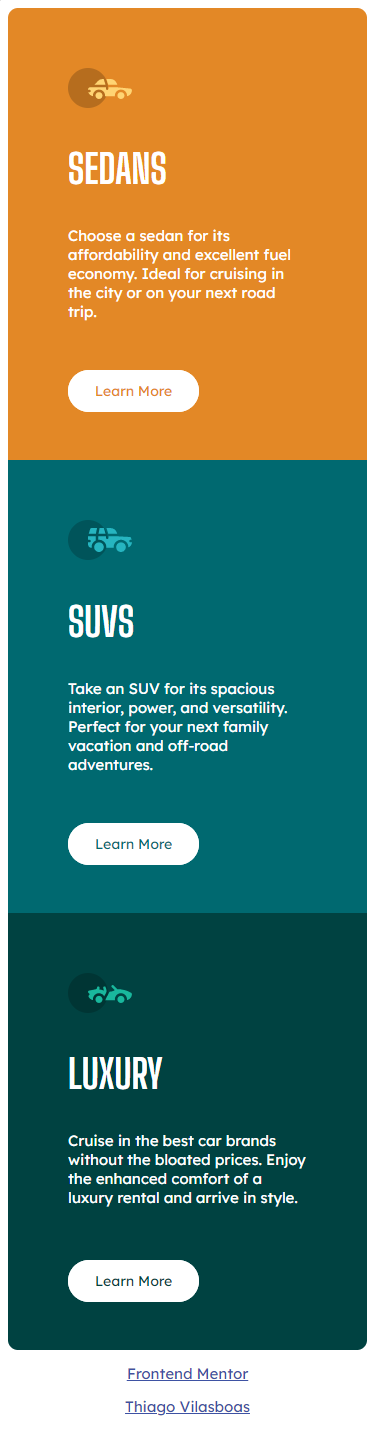 SEDANS
Choose a sedan for its
affordability and excellent fuel
economy. Ideal for cruising in
the city or on your next road
trip.
Learn More
SUVS
Take an SUV for its spacious
interior, power, and versatility.
Perfect for your next family
vacation and off-road
adventures.
Learn More
LUXURY
Cruise in the best car brands
without the bloated prices. Enjoy
the enhanced comfort of a
luxury rental and arrive in style.
Learn More
Frontend Mentor
Thiago Vilasboas